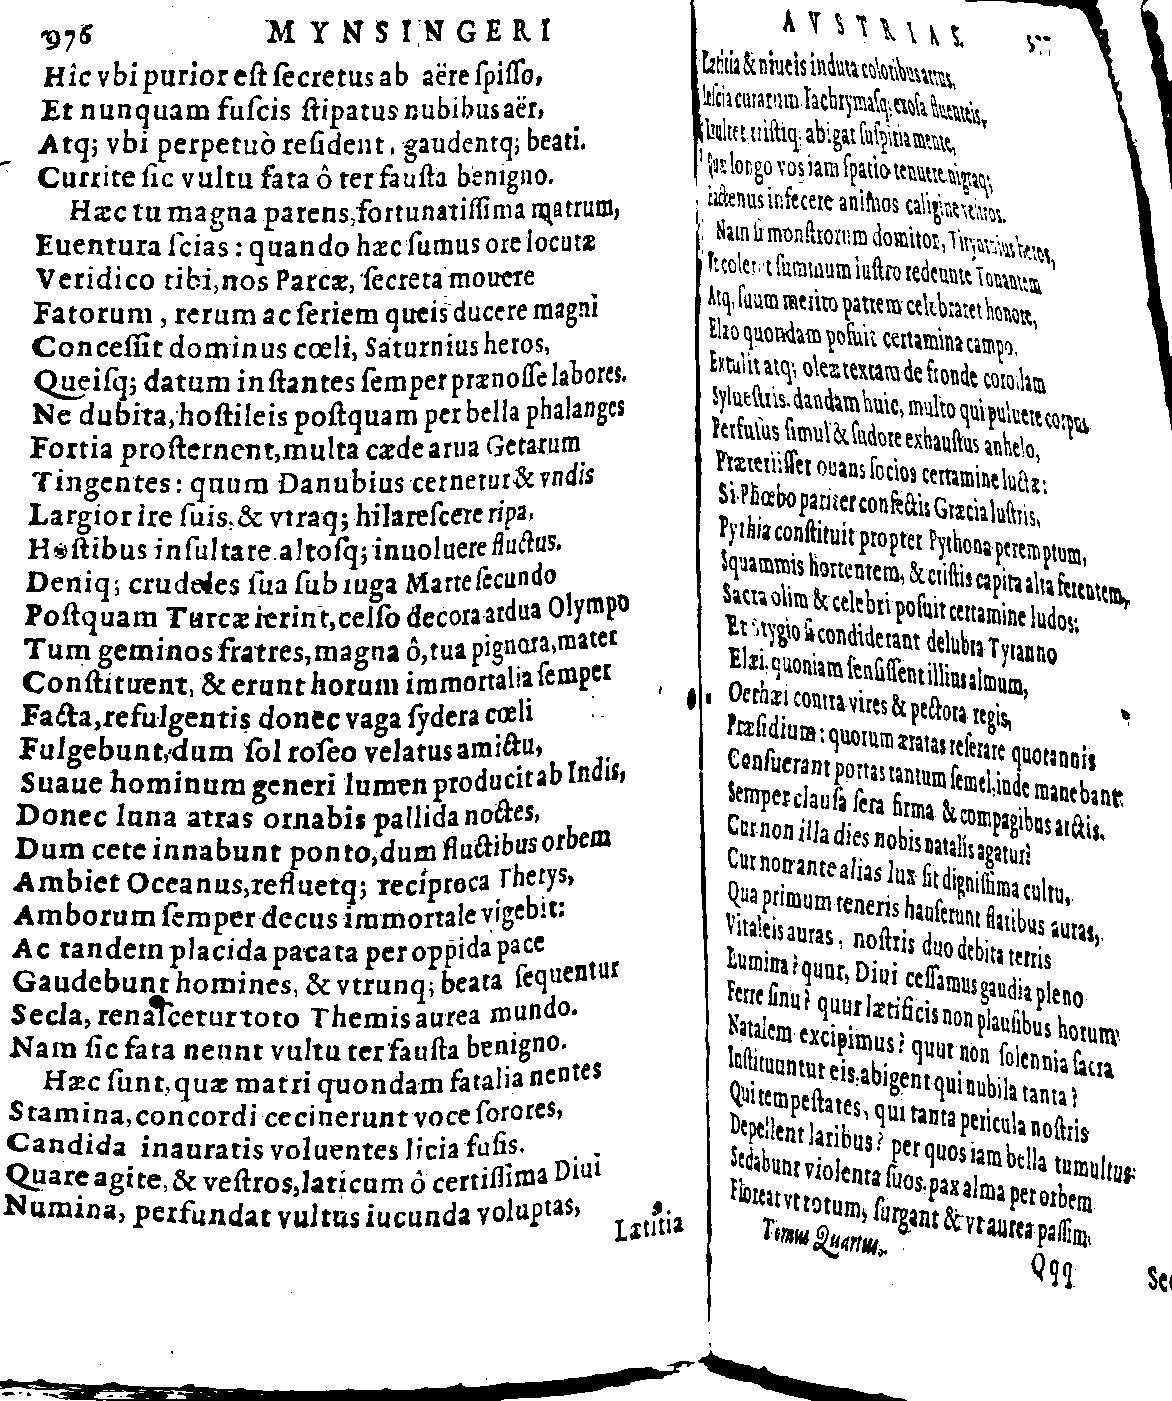 976 MYNSINGERI
Hîc vbi purior est secretus ab aëre spisso,
Et nunquam fuscis stipatus nubibus aër,
Atq; vbi perpetuò resident, gaudentq; beati.
Currite sic vultu fata ô ter fausta benigno.
Hæc tu magna parens, fortunatissima matrum,
Euentura scias: quando hæc sumus ore locutæ
Veridico tibi, nos Parcæ, secreta mouere
Fatorum, rerum ac seriem queis ducere magni
Concessit dominus cœli, Saturnius heros,
Queisq; datum instantes semper prænosse labores.
Ne dubita, hostileis postquam per bella phalanges
Fortia prosternent, multa cæde arua Getarum
Tingentes: quum Danubius cernetur & vndis
Largior ire suis, & vtraq; hilarescere ripa,
Hostibus insultare altosq; inuoluere fluctus.
Deniq; crudeles sua sub iuga Marte secundo
Postquam Turcæ ierint, celso decora ardua Olympo
Tum geminos fratres, magna ô, tua pignora, mater
Constituent, & erunt horum immortalia semper
Facta, refulgentis donec vaga sydera cœli
Fulgebunt, dum sol roseo velatus amictu,
Suaue hominum generi lumen producit ab Indis,
Donec luna atras ornabis pallida noctes,
Dum cete innabunt ponto, dum fluctibus orbem
Ambiet Oceanus, refluetq; recíproca Thetys,
Amborum semper decus immortale vigebit:
Ac tandem placida pacata per oppida pace
Gaudebunt homines, & vtrunq; beata sequentur
Secla, renascetur toto Themis aurea mundo.
Nam sic fata neunt vultu ter fausta benigno.
Hæc sunt, quæ matri quondam fatalia nentes
Stamina, concordi cecinerunt voce sorores,
Candida inauratis voluentes licia fusis.
Quare agite, & vestros, laticum ô certissima Diui
Numina, perfundat vultus iucunda voluptas,
Lætitia
AVSTRIAS.
Lætitia & niueis induta coloribus
Nescia curarum lachrymasq; exosa fluenteis,
tristiq; abigat suspiria mente,
Quæ longo vos iam spatio tenuere nigraq;
Hactenus infecere animos caligine
Nam si monstrorum domitor, Tirynthius heros,
Vt coleret summum iustro redeunte Tonantem
Atq; suum merito patrem celebraret honore,
Elæo quondam posuit certamina campo.
Extulit atq; oleæ textam de fronde corollam
Syluestris, dandam huic, multo qui puluere corpus
Perfusus simul & sudore exhaustus anhelo,
Præteriisset ouans socios certamine luctæ:
Si Phœbo pariter confectis Græcia lustris,
Pythia constituit propter Pythona peremptum,
Squammis horrentem, & cristis capita alta ferentem,
Sacra olim & celebri posuit certamine ludos:
Et Stygio si condiderant delubra Tyranno
Elæi, quoniam sensissent illius almum,
Oethæi contra vires & pectora regis,
Præsidium: quorum æratas reserare quotannis
Consuerant portas tantum semel, inde manebant
Semper clausa sera firma & compagibus arctis.
Cur non illa dies nobis natalis agatur?
Cur non ante alias lux sit dignissima cultu,
Qua primum teneris hauserunt flatibus auras,
Vitaleis auras, nostris duo debita terris
Lumina? quur, Diui cessamus gaudia pleno
Ferre sinu? quur lætificis non plausibus horum
Natalem excipimus? quur non solennia sacra
Instituuntur eis, abigent qui nubila tanta?
Qui tempestates, qui tanta pericula nostris
Depellent laribus? per quos iam bella tumultus
Sedabunt violenta suos, pax alma per orbem
Floreat vt totum, surgant & vt aurea passim
Tomus Quartus. Qqq Sec